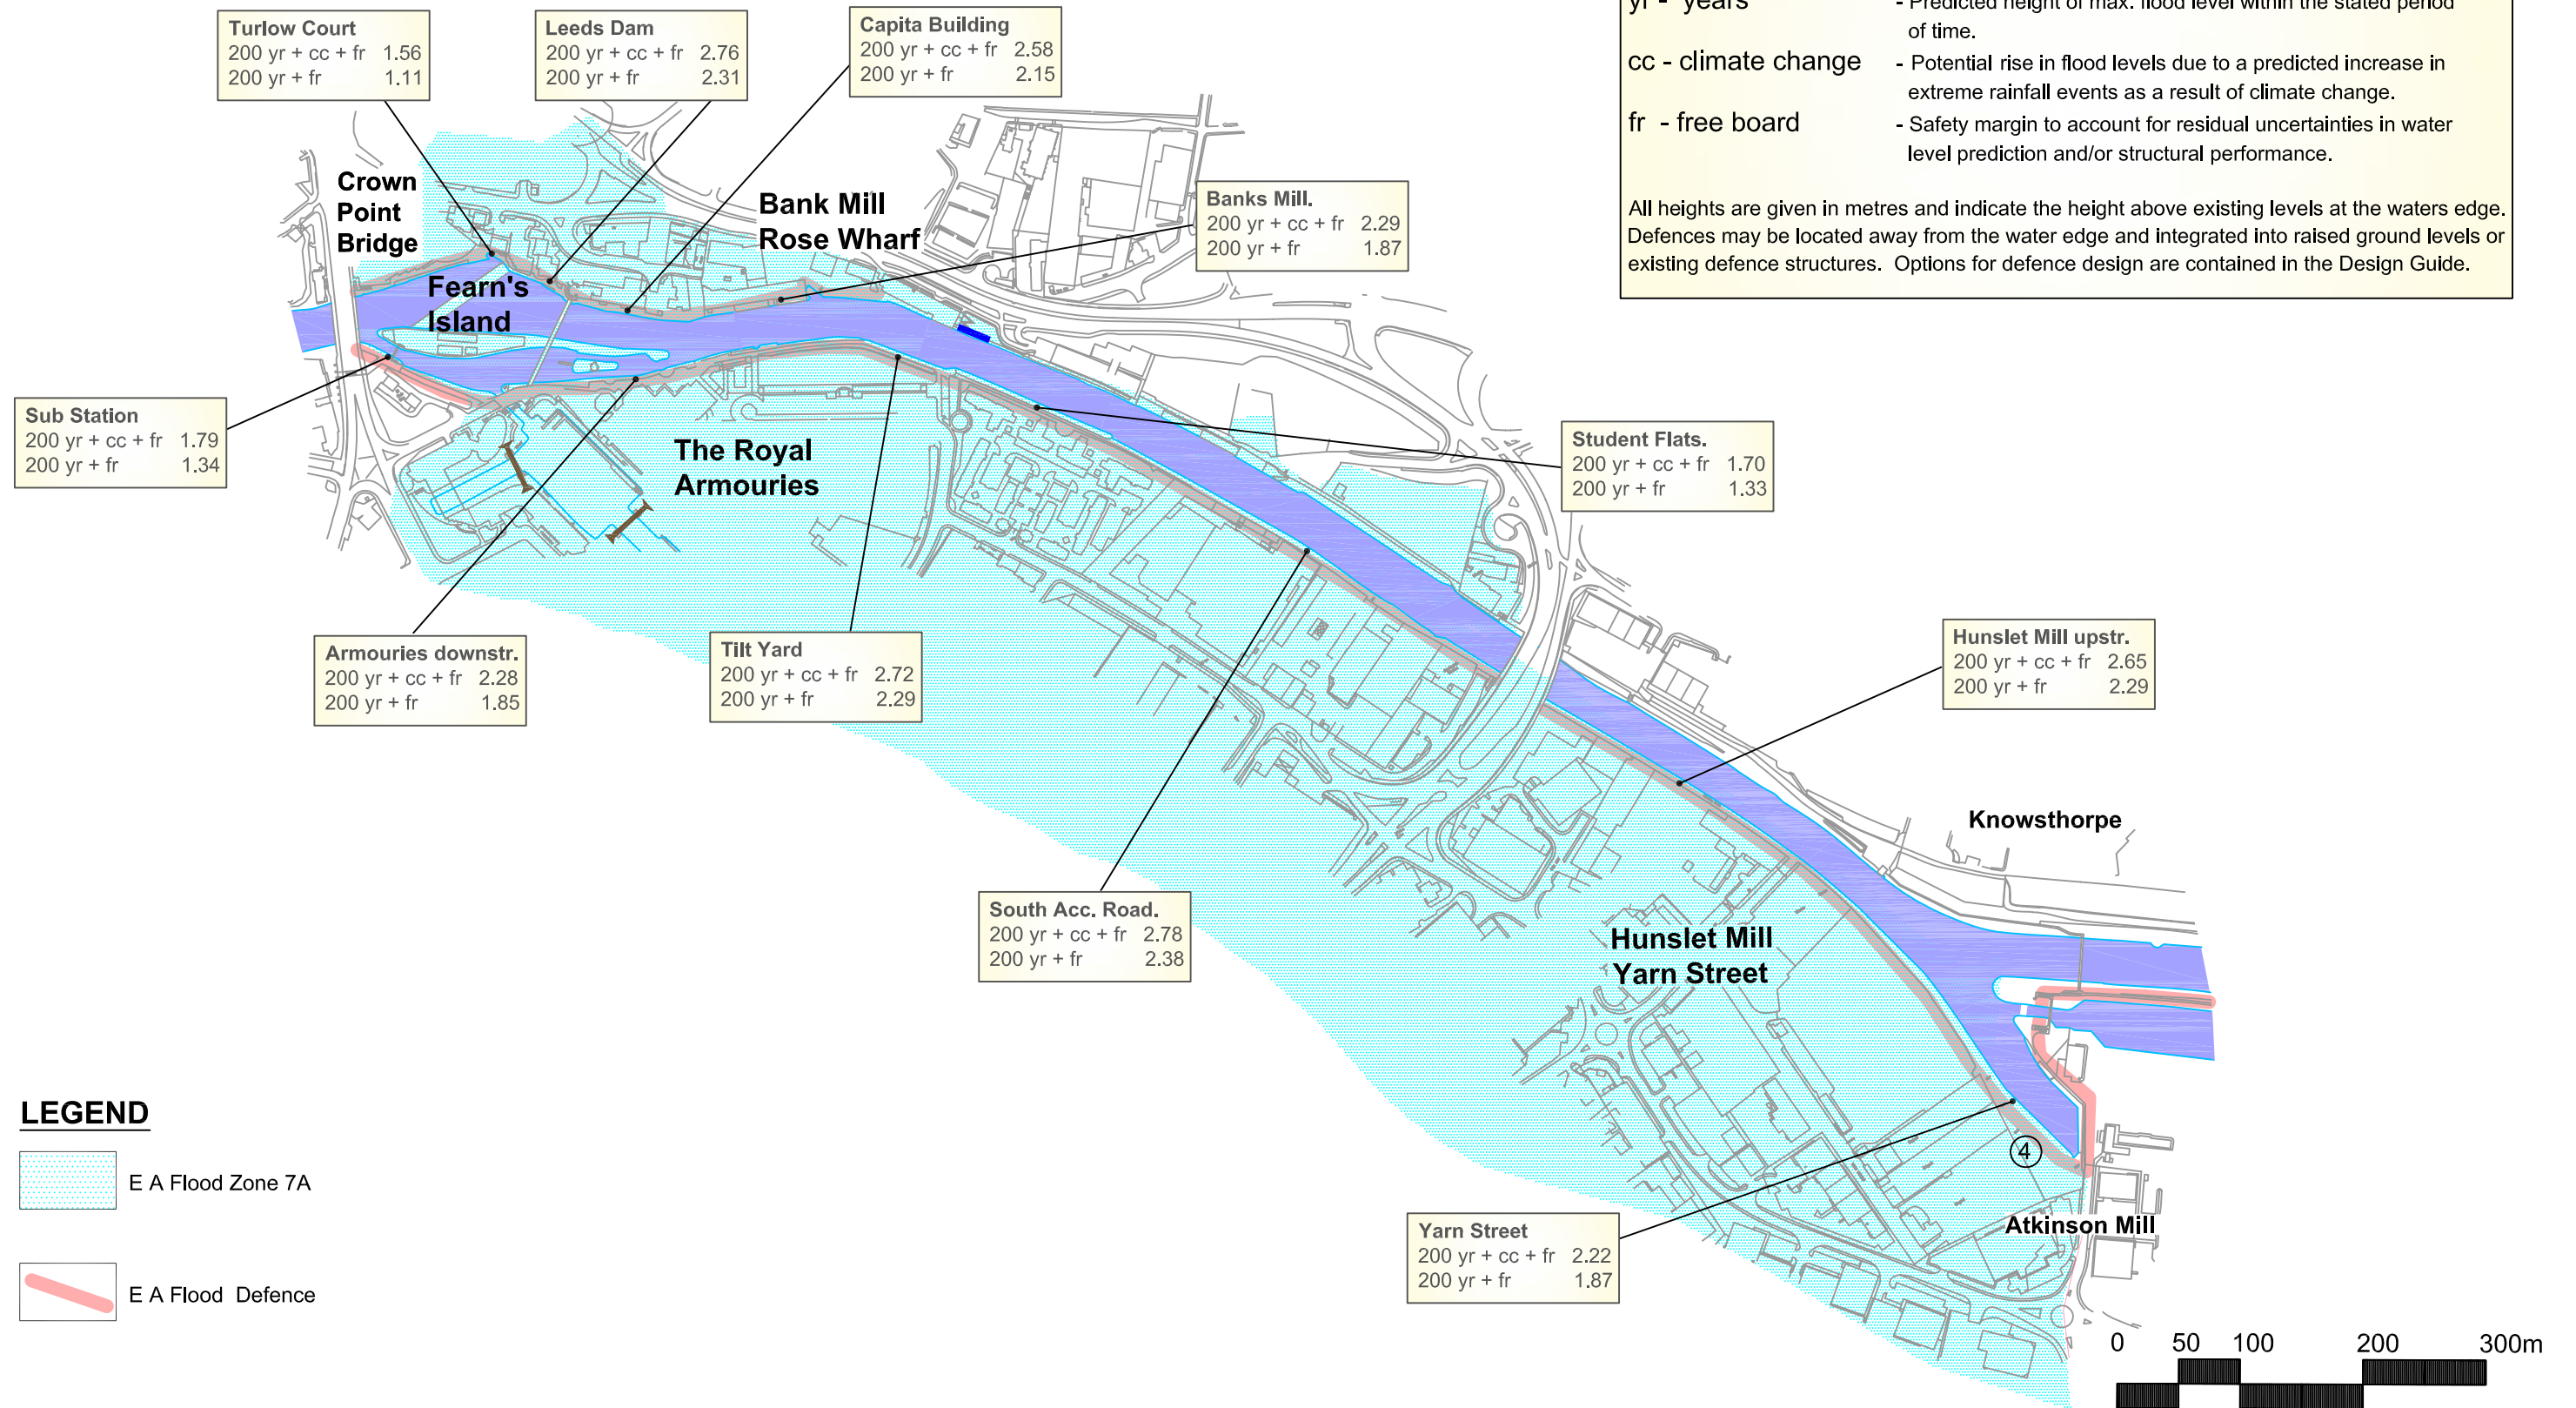 yr - years - Predicted height of max. flood level within the stated period
of time.
cc - climate change - Potential rise in flood levels due to a predicted increase in
extreme rainfall events as a result of climate change.
fr - free board - Safety margin to account for residual uncertainties in water
level prediction and/or structural performance.
All heights are given in metres and indicate the height above existing levels at the waters edge.
Defences may be located away from the water edge and integrated into raised ground levels or
existing defence structures. Options for defence design are contained in the Design Guide.
Turlow Court
200 yr + cc + fr 1.56
200 yr + fr 1.11
Leeds Dam
200 yr + cc + fr 2.76
200 yr + fr 2.31
Capita Building
200 yr + cc + fr 2.58
200 yr + fr 2.15
Crown
Point
Bridge
Bank Mill
Rose Wharf
Banks Mill.
200 yr + cc + fr 2.29
200 yr + fr 1.87
Fearn's
Island
Sub Station
200 yr + cc + fr 1.79
200 yr + fr 1.34
The Royal
Armouries
Student Flats.
200 yr + cc + fr 1.70
200 yr + fr 1.33
Armouries downstr.
200 yr + cc + fr 2.28
200 yr + fr 1.85
Tilt Yard
200 yr + cc + fr 2.72
200 yr + fr 2.29
Hunslet Mill upstr.
200 yr + cc + fr 2.65
200 yr + fr 2.29
Knowsthorpe
South Acc. Road.
200 yr + cc + fr 2.78
200 yr + fr 2.38
Hunslet Mill
Yarn Street
4
Yarn Street
200 yr + cc + fr 2.22
200 yr + fr 1.87
Atkinson Mill
LEGEND
E A Flood Zone 7A
E A Flood Defence
0 50 100 200 300m